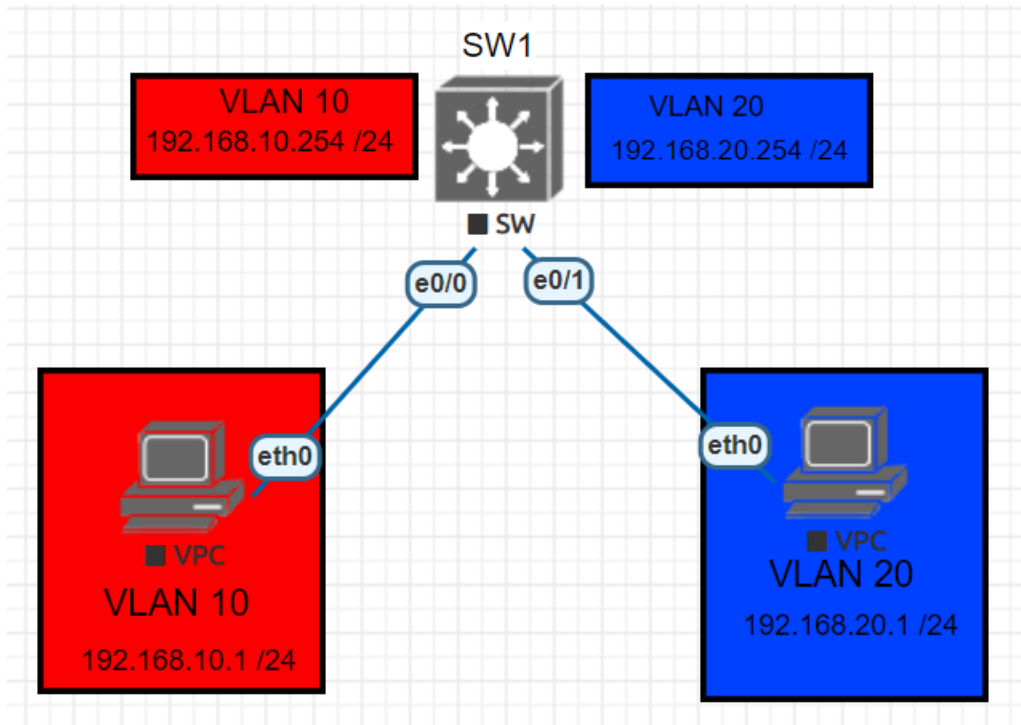 SW1
VLAN 10
192.168.10.254 /24
VLAN 20
192.168.20.254 /24
SW
e0/0
e0/1
eth0
VPC
VLAN 10
192.168.10.1 /24
eth0
VPC
VLAN 20
192.168.20.1 /24